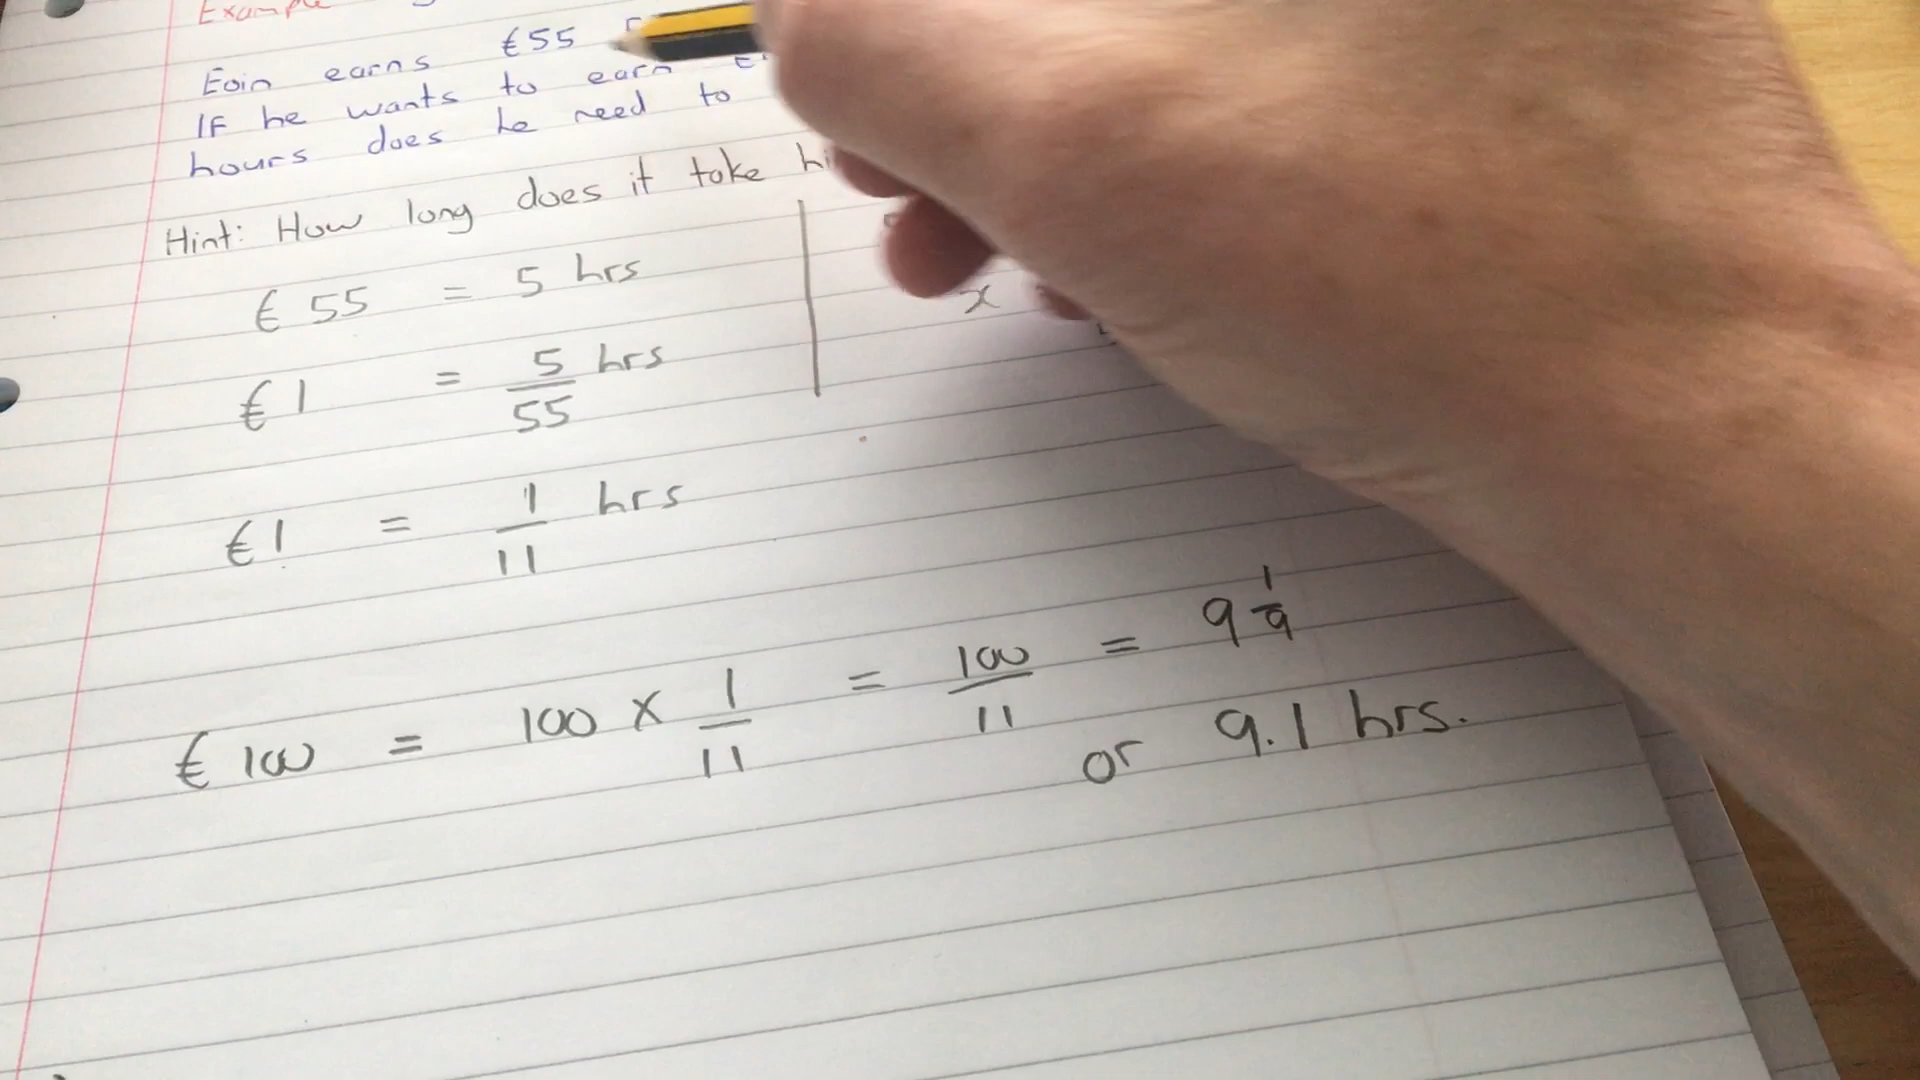 Example
Eoin earns €55
If he wants to earn
hours does he need to
Hint: How long does it take
€ 55 = 5 hrs
x
€ 1 = 5/55 hrs
€ 1 = 1/11 hrs
€ 100 = 100 x 1/11 = 100/11 = 9 1/9
or 9.1 hrs.